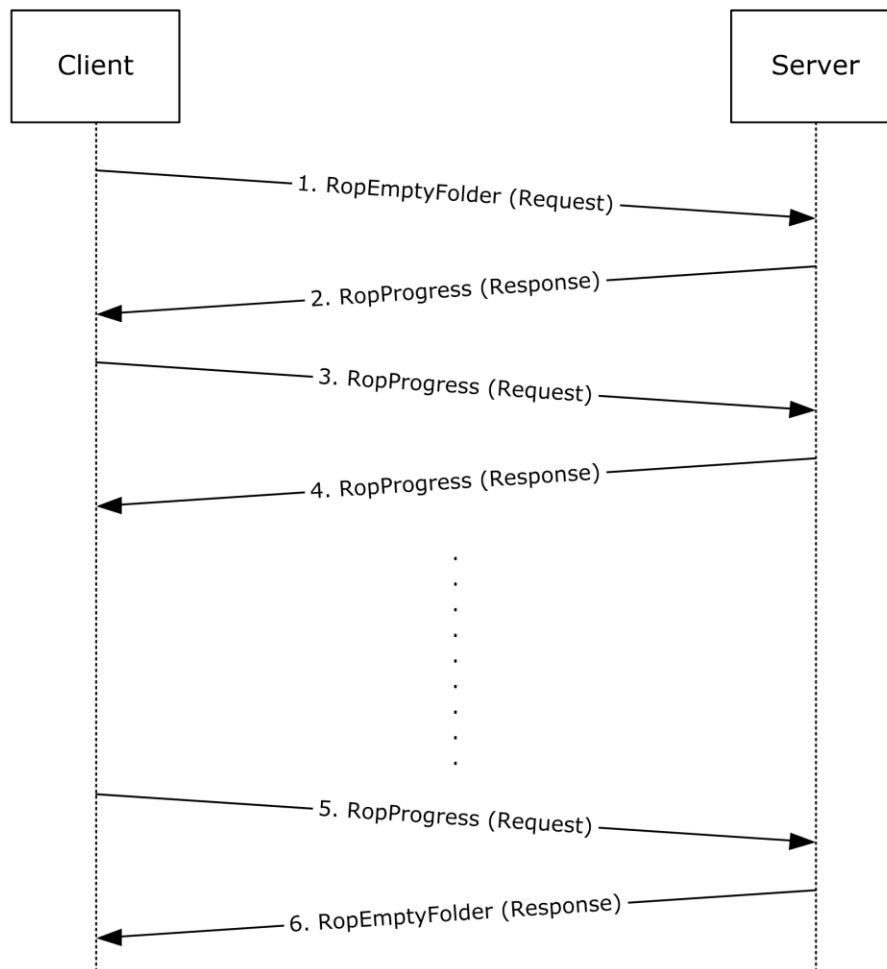 Client
Server
1. RopEmptyFolder (Request)
2. RopProgress (Response)
3. RopProgress (Request)
4. RopProgress (Response)
.
.
.
.
.
.
.
.
.
5. RopProgress (Request)
6. RopEmptyFolder (Response)